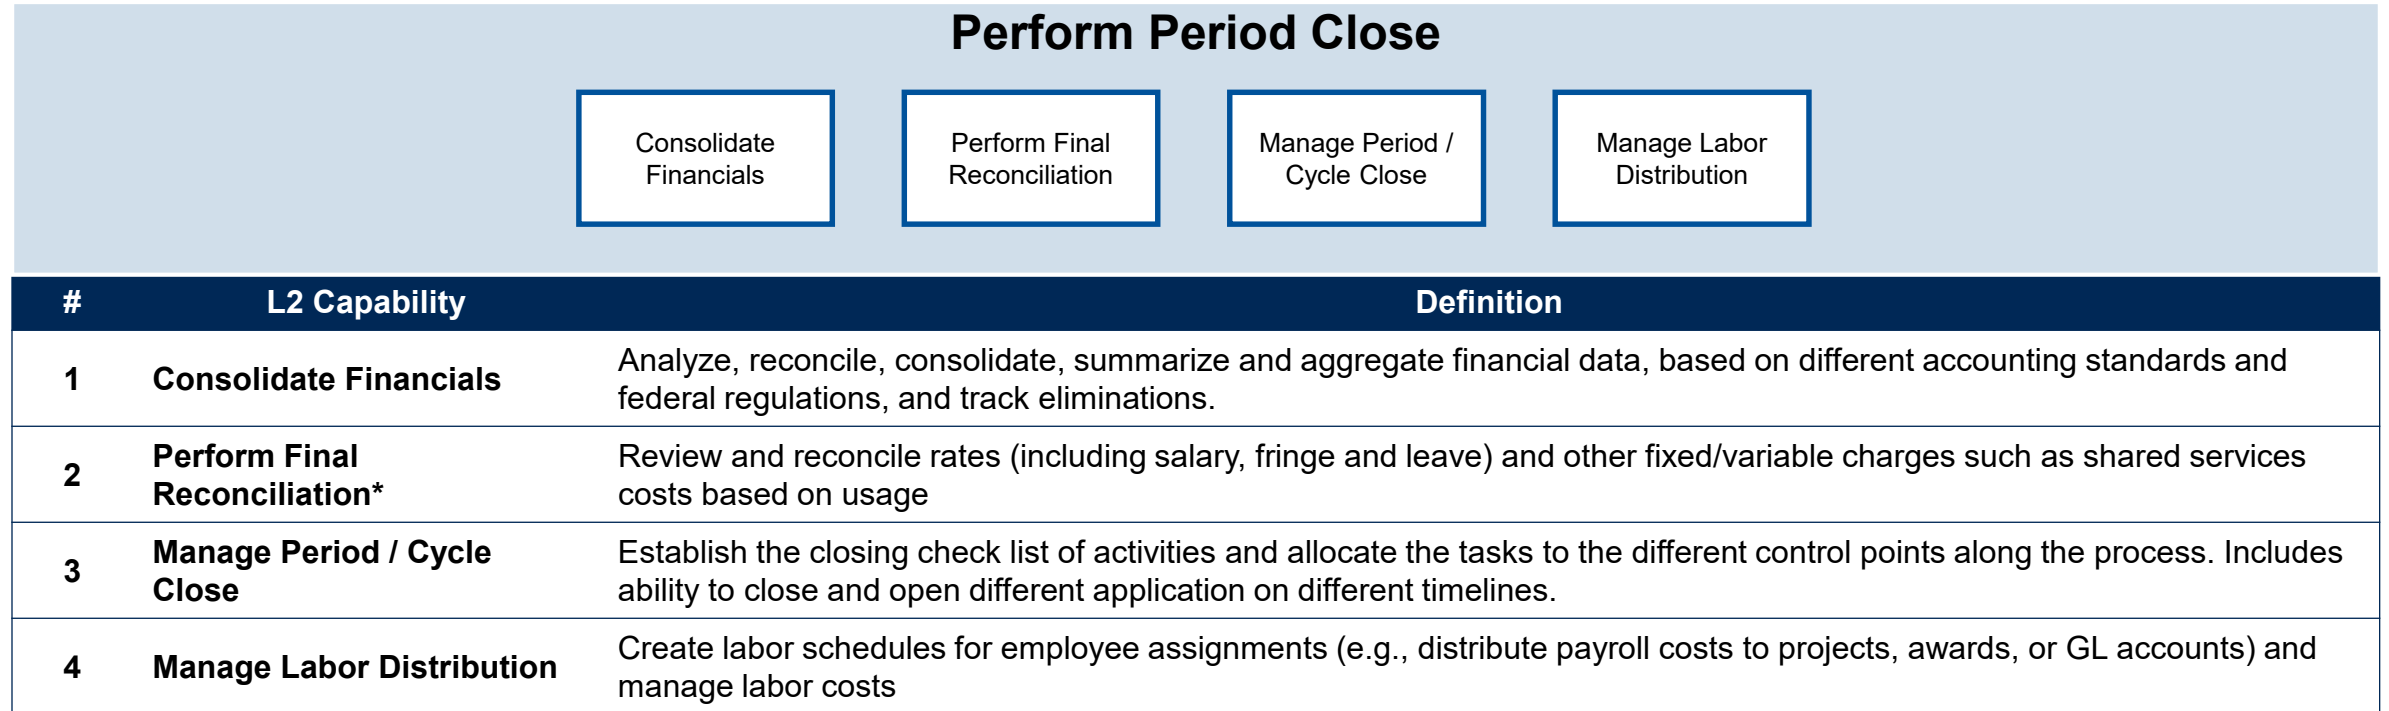 Perform Period Close
Consolidate
Financials
Perform Final
Reconciliation
Manage Period /
Cycle Close
Manage Labor
Distribution
# L2 Capability Definition
1 Consolidate Financials Analyze, reconcile, consolidate, summarize and aggregate financial data, based on different accounting standards and
federal regulations, and track eliminations.
2 Perform Final
Reconciliation* Review and reconcile rates (including salary, fringe and leave) and other fixed/variable charges such as shared services
costs based on usage
3 Manage Period / Cycle
Close Establish the closing check list of activities and allocate the tasks to the different control points along the process. Includes
ability to close and open different application on different timelines.
4 Manage Labor Distribution Create labor schedules for employee assignments (e.g., distribute payroll costs to projects, awards, or GL accounts) and
manage labor costs